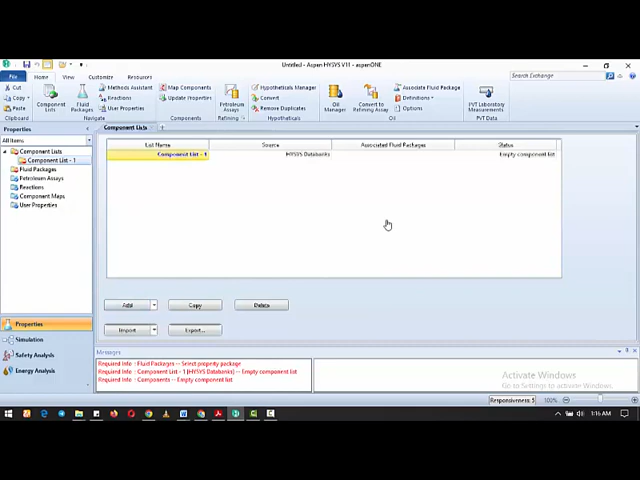 Untitled - Aspen HYSYS V11 - aspenONE
File Home View Customize Resources
Search Exchange
Cut
Copy
Paste
Clipboard
Component Lists
Fluid Packages
Methods Assistant
Reactions
User Properties
Navigate
Map Components
Update Properties
Components
Petroleum Assays
Refining
Hypotheticals Manager
Convert
Remove Duplicates
Hypotheticals
Oil Manager
Convert to Refining Assay
Associate Fluid Package
Definitions
Options
Oil
PVT Laboratory Measurements
PVT Data
Properties
All Items
Component Lists
Component List - 1
Fluid Packages
Petroleum Assays
Reactions
Component Maps
User Properties
Component Lists
List Name Source Associated Fluid Packages Status
Component List - 1 HYSYS Databanks Empty component list
Add Copy Delete
Import Export...
Properties
Simulation
Safety Analysis
Energy Analysis
Messages
Required Info : Fluid Packages -- Select property package
Required Info : Component List - 1 [HYSYS Databanks] -- Empty component list
Required Info : Components -- Empty component list
Activate Windows
Go to Settings to activate Windows.
Responsiveness: 5 100%
1:16 AM